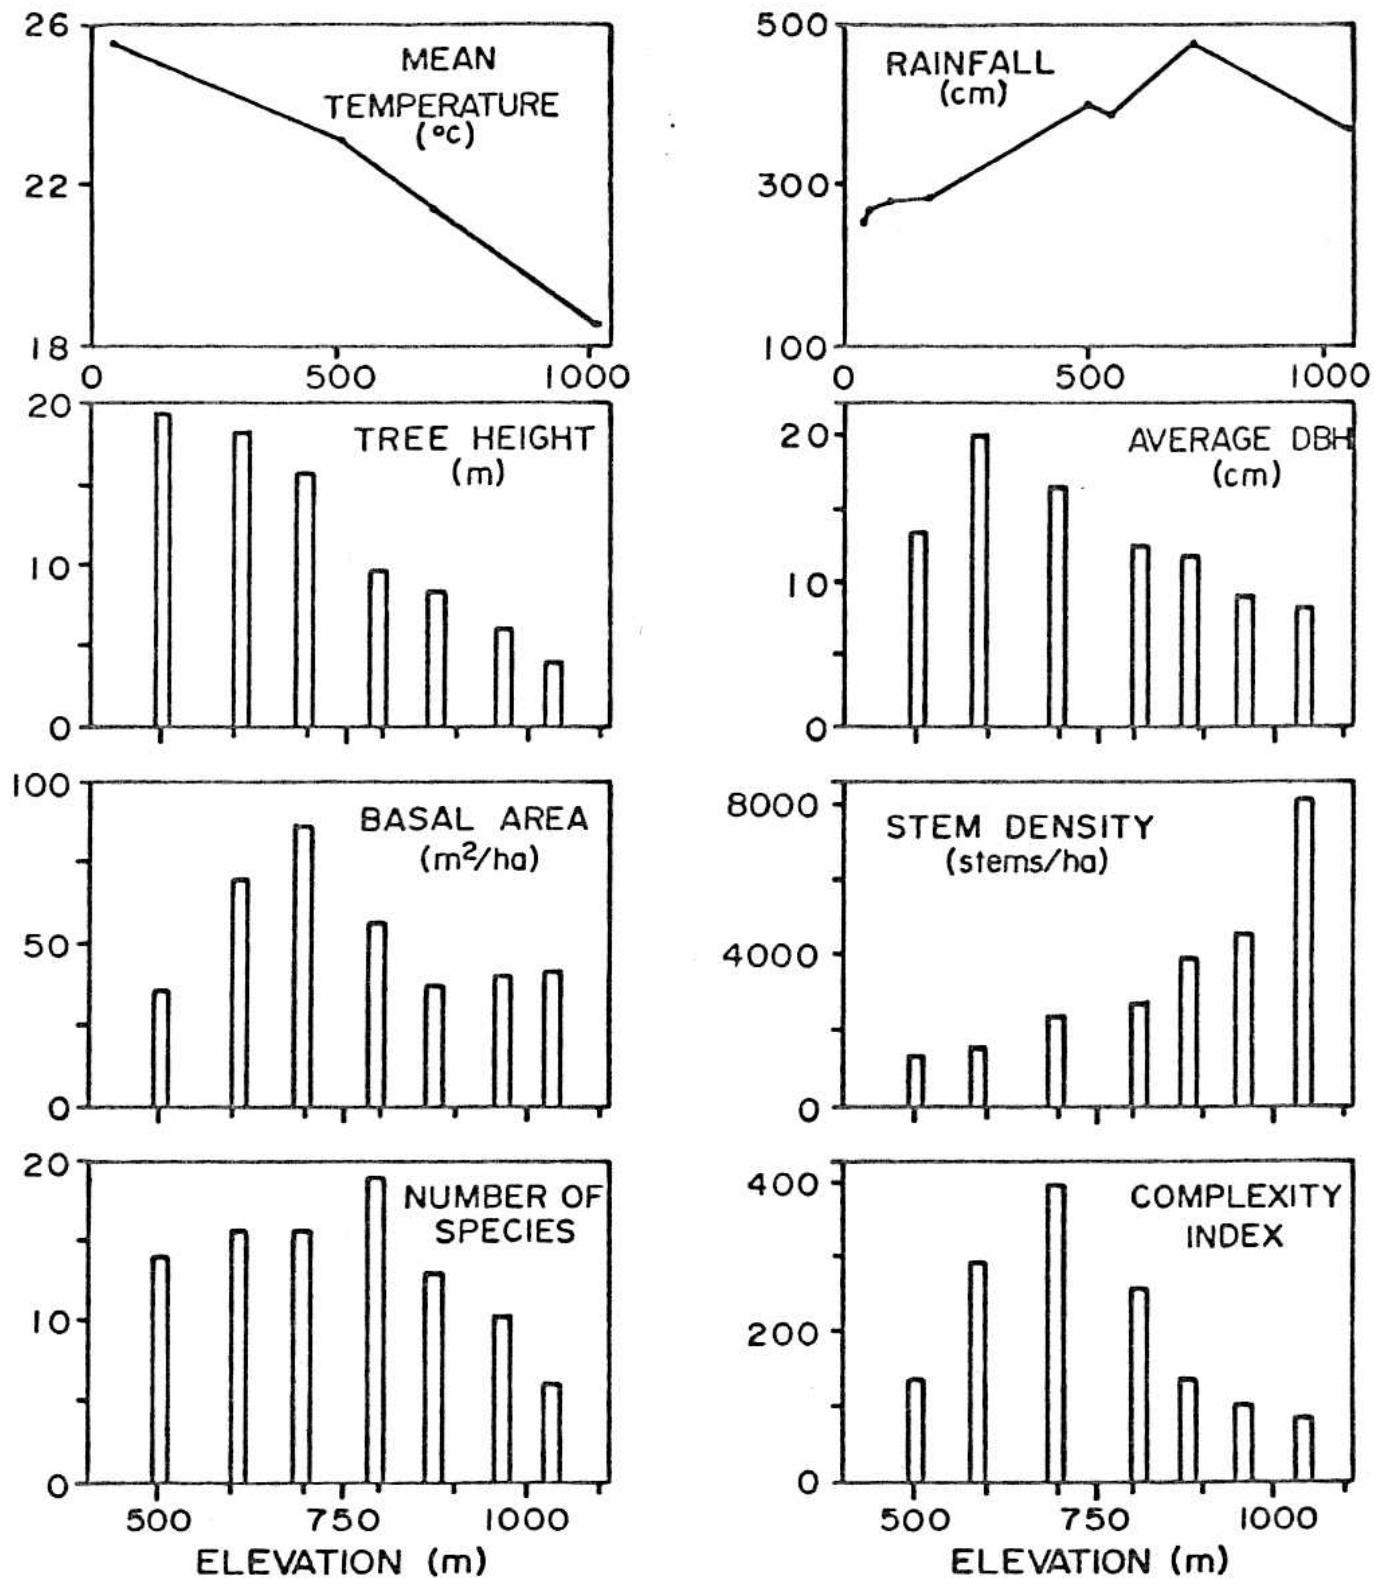 26
22
18
MEAN
TEMPERATURE
(°C)
0 500 1000
500
300
100
RAINFALL
(cm)
0 500 1000
20
10
0
TREE HEIGHT
(m)
20
10
0
AVERAGE DBH
(cm)
100
50
0
BASAL AREA
(m²/ha)
8000
4000
0
STEM DENSITY
(stems/ha)
20
10
0
NUMBER OF
SPECIES
500 750 1000
ELEVATION (m)
400
200
0
COMPLEXITY
INDEX
500 750 1000
ELEVATION (m)